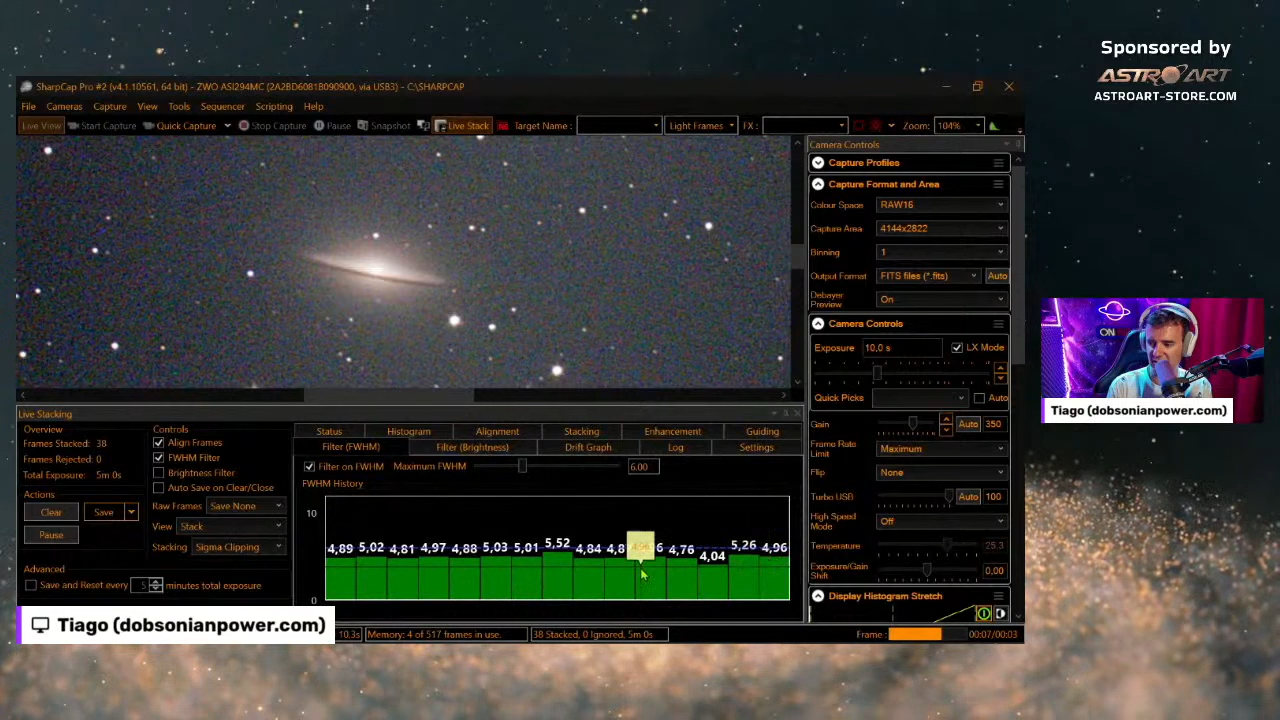 Sponsored by
ASTROART
ASTROART-STORE.COM
SharpCap Pro #2 (v4.1.10561, 64 bit) - ZWO ASI294MC (2A2BD6081B090900, via USB3) - C:\SHARPCAP
File Cameras Capture View Tools Sequencer Scripting Help
Live View Start Capture Quick Capture Stop Capture Pause Snapshot Live Stack Target Name : Light Frames FX : Zoom: 104%
Camera Controls
Capture Profiles
Capture Format and Area
Colour Space RAW16
Capture Area 4144x2822
Binning 1
Output Format FITS files (*.fits) Auto
Debayer Preview On
Camera Controls
Exposure 10,0 s LX Mode
Quick Picks Auto
Gain Auto 350
Frame Rate Limit Maximum
Flip None
Turbo USB Auto 100
High Speed Mode Off
Temperature 25.3
Exposure/Gain Shift 0,00
Display Histogram Stretch
ON
Tiago (dobsonianpower.com)
Live Stacking
Overview
Frames Stacked: 38
Frames Rejected: 0
Total Exposure: 5m 0s
Actions
Clear Save
Pause
Controls
Align Frames
FWHM Filter
Brightness Filter
Auto Save on Clear/Close
Raw Frames Save None
View Stack
Stacking Sigma Clipping
Advanced
Save and Reset every 5 minutes total exposure
Status Histogram Alignment Stacking Enhancement Guiding
Filter (FWHM) Filter (Brightness) Drift Graph Log Settings
Filter on FWHM Maximum FWHM 6.00
FWHM History
10
4,89 5,02 4,81 4,97 4,88 5,03 5,01 5,52 4,84 4,76 4,04 5,26 4,96
0
Tiago (dobsonianpower.com)
10.3s Memory: 4 of 517 frames in use. 38 Stacked, 0 Ignored, 5m 0s Frame : 00:07/00:03